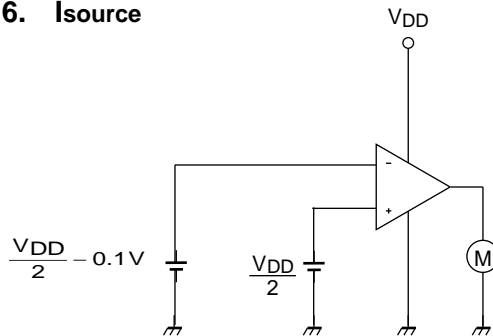 6. Isource
VDD
-
+
VDD
2
– 0.1V
VDD
2
M